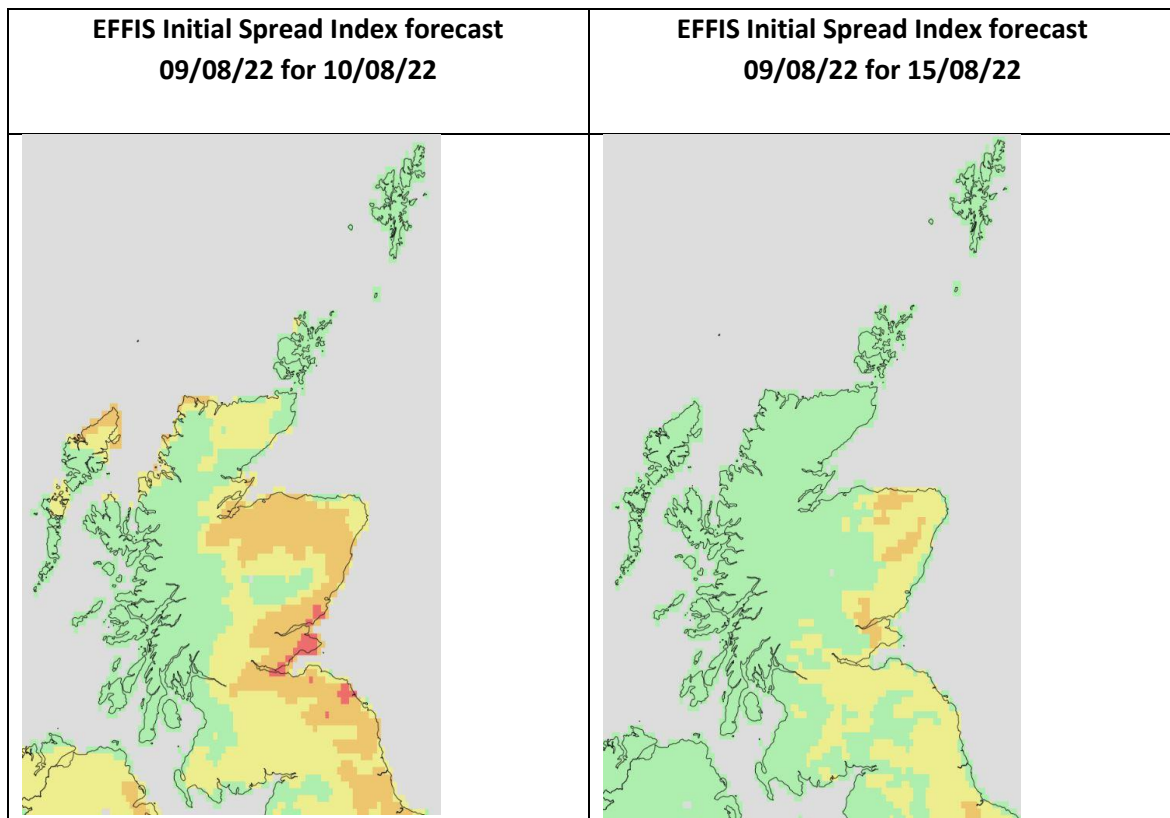 EFFIS Initial Spread Index forecast
09/08/22 for 10/08/22
EFFIS Initial Spread Index forecast
09/08/22 for 15/08/22